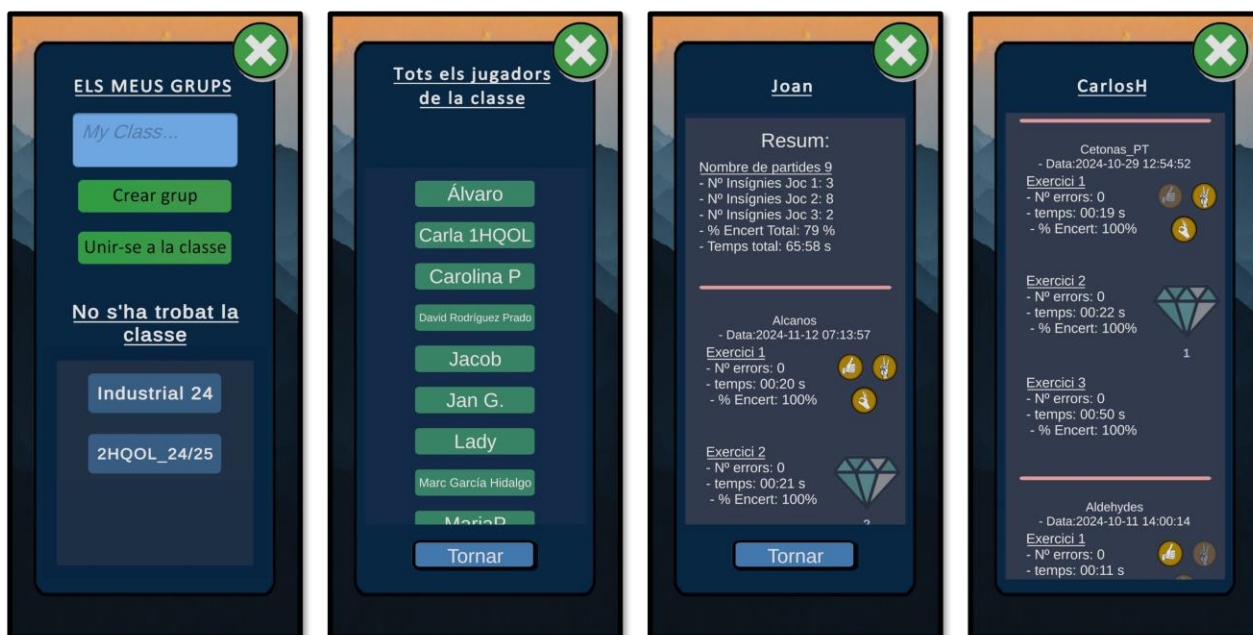 ELS MEUS GRUPS
My Class...
Crear grup
Unir-se a la classe
No s'ha trobat la
classe
Industrial 24
2HQOL_24/25
Tots els jugadors
de la classe
Álvaro
Carla 1HQOL
Carolina P
David Rodríguez Prado
Jacob
Jan G.
Lady
Marc García Hidalgo
MariaP
Tornar
Joan
Resum:
Nombre de partides 9
- Nº Insígnies Joc 1: 3
- Nº Insígnies Joc 2: 8
- Nº Insígnies Joc 3: 2
- % Encert Total: 79 %
- Temps total: 65:58 s
Alcanos
- Data:2024-11-12 07:13:57
Exercici 1
- Nº errors: 0
- temps: 00:20 s
- % Encert: 100%
Exercici 2
- Nº errors: 0
- temps: 00:21 s
- % Encert: 100%
2
Tornar
CarlosH
Cetonas_PT
- Data:2024-10-29 12:54:52
Exercici 1
- Nº errors: 0
- temps: 00:19 s
- % Encert: 100%
Exercici 2
- Nº errors: 0
- temps: 00:22 s
- % Encert: 100%
1
Exercici 3
- Nº errors: 0
- temps: 00:50 s
- % Encert: 100%
Aldehydes
- Data:2024-10-11 14:00:14
Exercici 1
- Nº errors: 0
- temps: 00:11 s